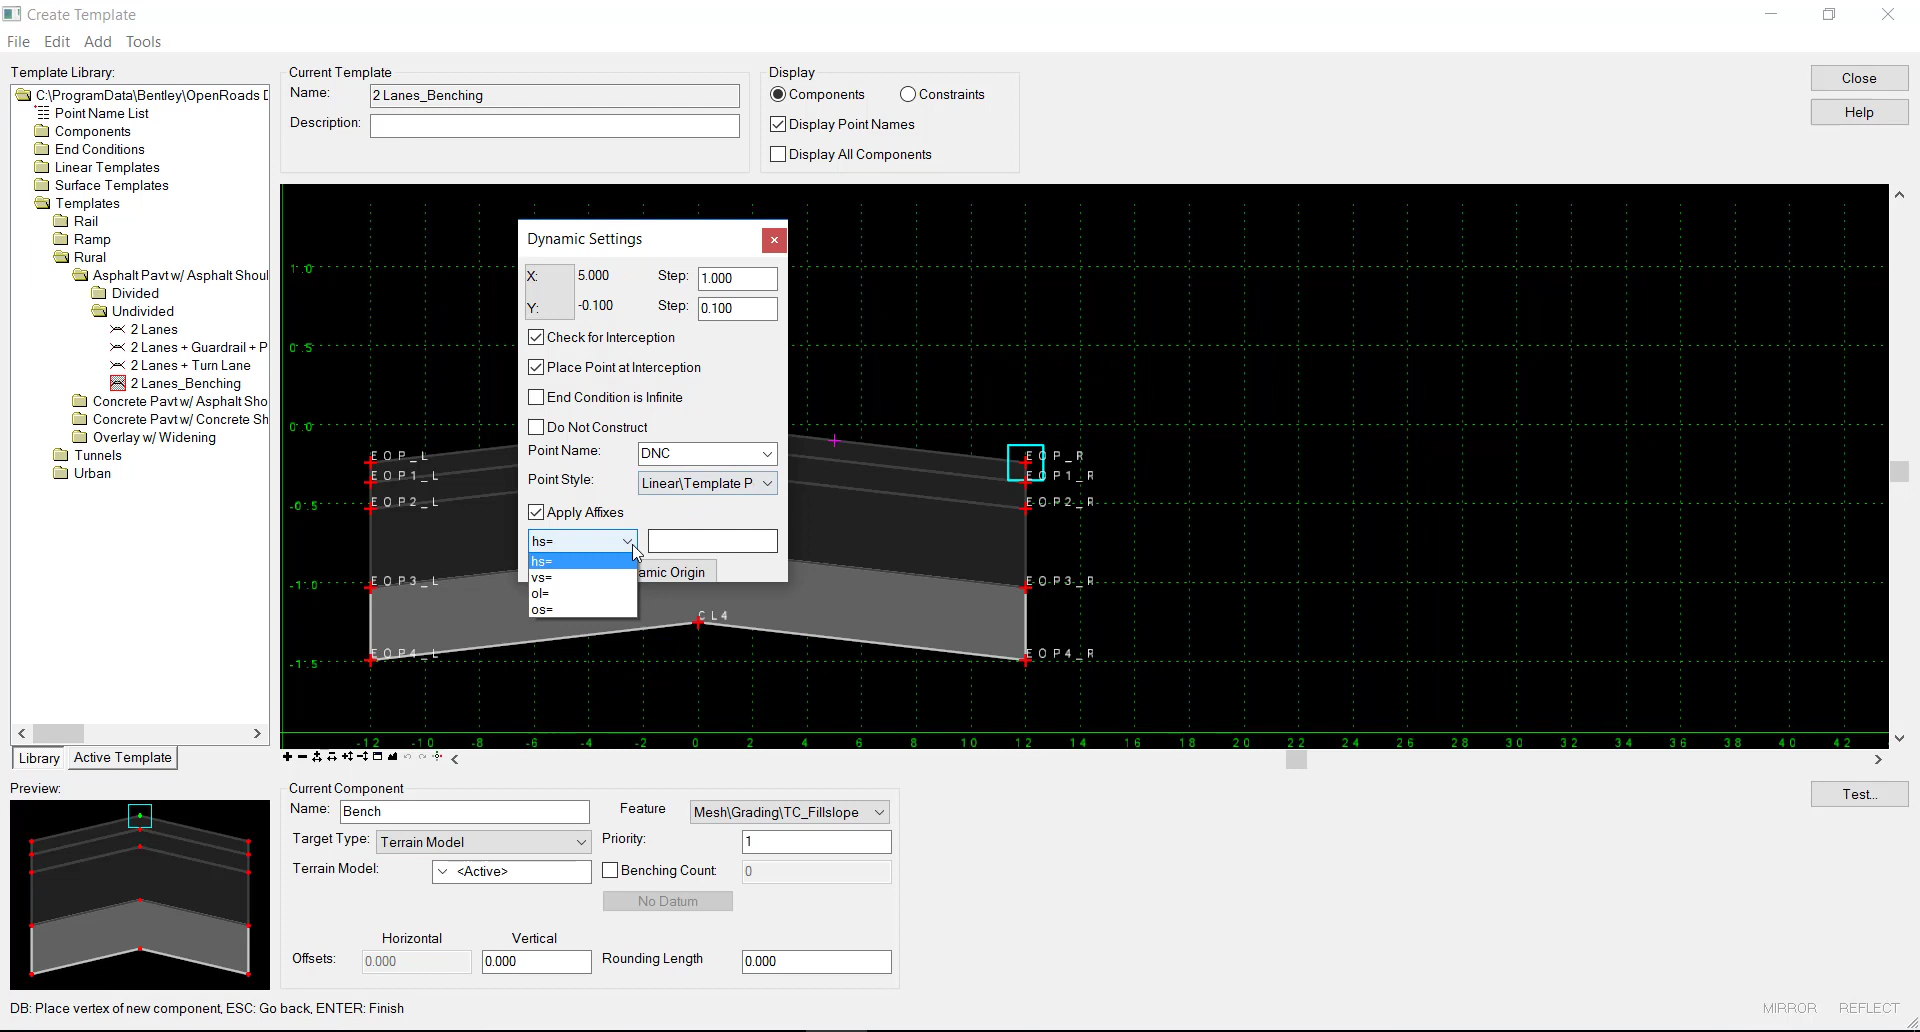 Create Template
File Edit Add Tools
Template Library:
C:\ProgramData\Bentley\OpenRoads D
Point Name List
Components
End Conditions
Linear Templates
Surface Templates
Templates
Rail
Ramp
Rural
Asphalt Pavt w/ Asphalt Shoul
Divided
Undivided
2 Lanes
2 Lanes + Guardrail + P
2 Lanes + Turn Lane
2 Lanes_Benching
Concrete Pavt w/ Asphalt Sho
Concrete Pavt w/ Concrete Sh
Overlay w/ Widening
Tunnels
Urban
Library Active Template
Preview:
Current Template
Name: 2 Lanes_Benching
Description:
Display
Components Constraints
Display Point Names
Display All Components
Close
Help
Dynamic Settings
X: 5.000 Step: 1.000
Y: -0.100 Step: 0.100
Check for Interception
Place Point at Interception
End Condition is Infinite
Do Not Construct
Point Name: DNC
Point Style: Linear\Template P
Apply Affixes
hs=
hs=
vs=
ol=
os=
amic Origin
1.0
0.5
0.0
-0.5
-1.0
-1.5
EOP_L
EOP1_L
EOP2_L
EOP3_L
EOP4_L
CL4
EOP_R
EOP1_R
EOP2_R
EOP3_R
EOP4_R
-12 -10 -8 -6 -4 -2 0 2 4 6 8 10 12 14 16 18 20 22 24 26 28 30 32 34 36 38 40 42
Current Component
Name: Bench Feature Mesh\Grading\TC_Fillslope
Target Type: Terrain Model Priority: 1
Terrain Model: <Active> Benching Count: 0
No Datum
Horizontal Vertical
Offsets: 0.000 0.000 Rounding Length 0.000
Test...
DB: Place vertex of new component, ESC: Go back, ENTER: Finish
MIRROR REFLECT